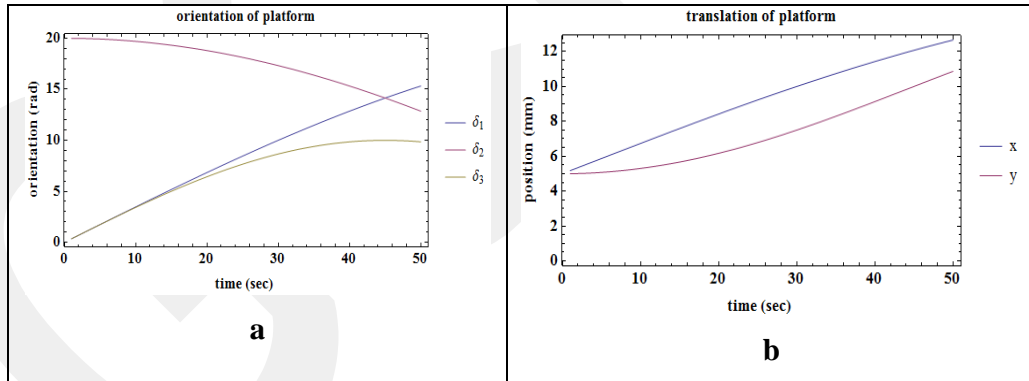 orientation of platform
20
15
10
5
0
orientation (rad)
0 10 20 30 40 50
time (sec)
δ1
δ2
δ3
a
translation of platform
12
10
8
6
4
2
0
position (mm)
0 10 20 30 40 50
time (sec)
x
y
b